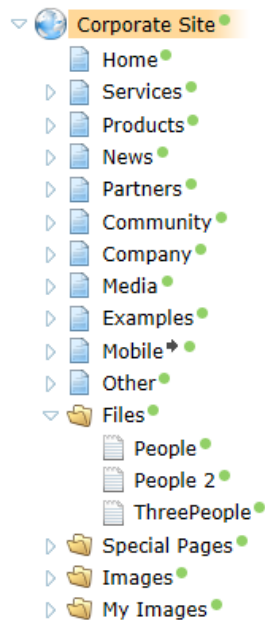 Corporate Site
Home
Services
Products
News
Partners
Community
Company
Media
Examples
Mobile
Other
Files
People
People 2
ThreePeople
Special Pages
Images
My Images